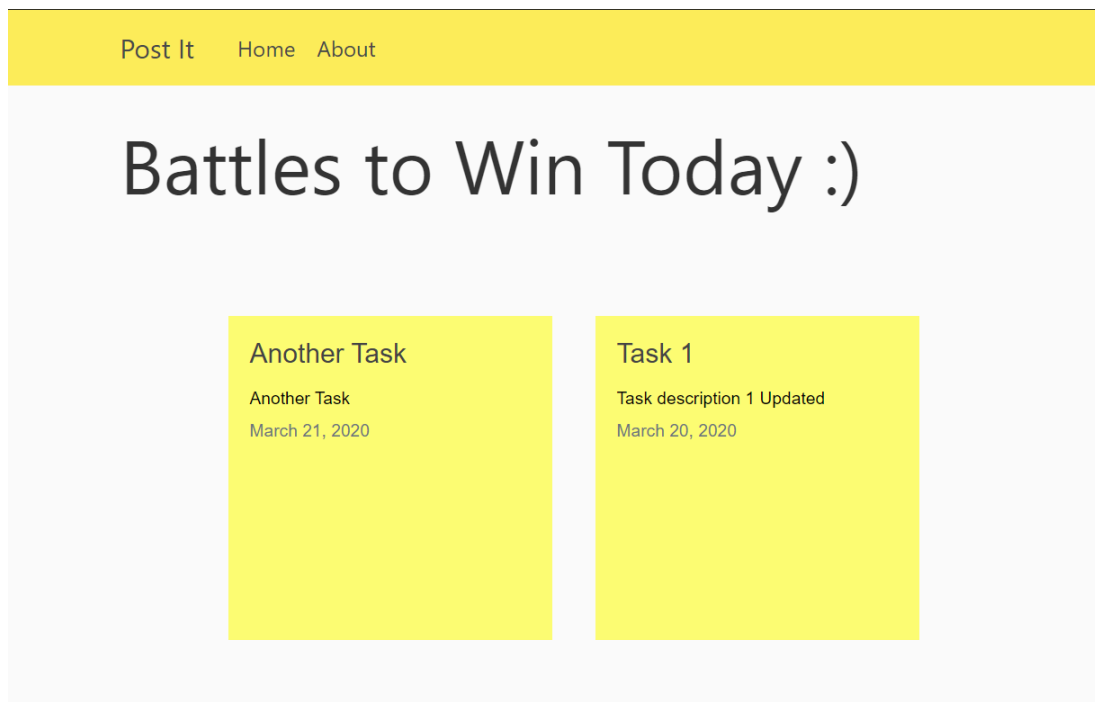 Post It Home About
Battles to Win Today :)
Another Task
Another Task
March 21, 2020
Task 1
Task description 1 Updated
March 20, 2020